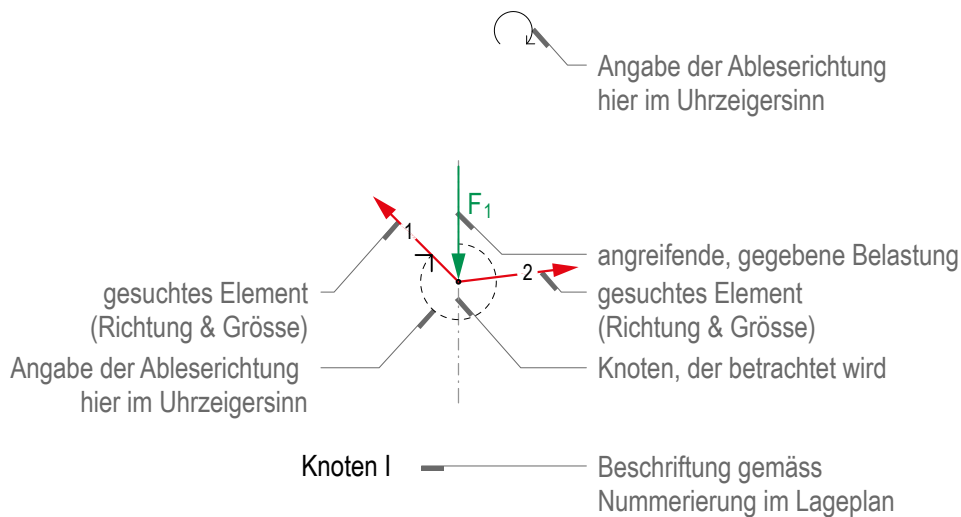 Angabe der Ableserichtung
hier im Uhrzeigersinn
F1
1
2
angreifende, gegebene Belastung
gesuchtes Element
(Richtung & Grösse)
gesuchtes Element
(Richtung & Grösse)
Angabe der Ableserichtung
hier im Uhrzeigersinn
Knoten, der betrachtet wird
Knoten I
Beschriftung gemäss
Nummerierung im Lageplan